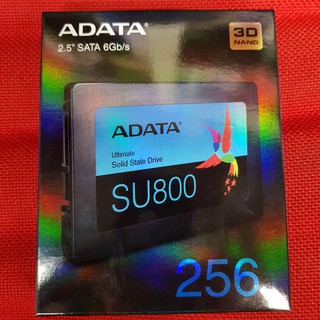 ADATA
2.5" SATA 6Gb/s
3D
NAND
ADATA
Ultimate
Solid State Drive
SU800
256